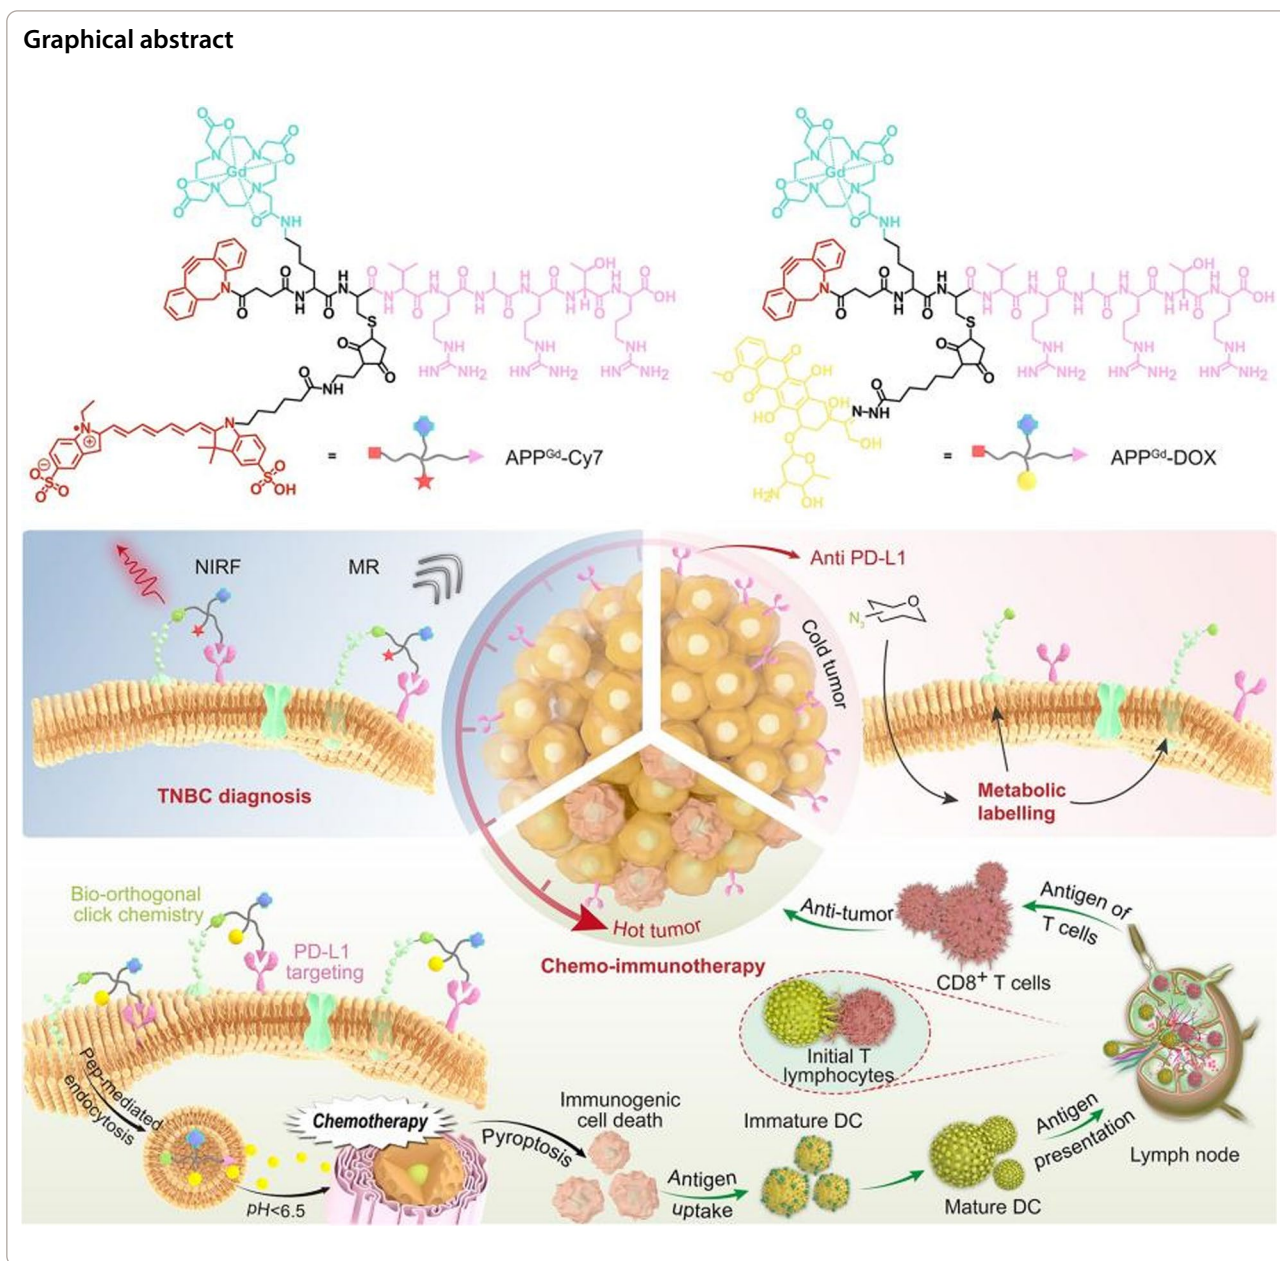 Graphical abstract
APPGd-Cy7
APPGd-DOX
NIRF
MR
TNBC diagnosis
Anti PD-L1
Cold tumor
N3
O
Metabolic
labelling
Hot tumor
Chemo-immunotherapy
Bio-orthogonal
click chemistry
PD-L1
targeting
Pep-mediated
endocytosis
pH<6.5
Chemotherapy
Pyroptosis
Immunogenic
cell death
Antigen
uptake
Immature DC
Mature DC
Antigen
presentation
Lymph node
Initial T
lymphocytes
Antigen of
T cells
CD8+ T cells
Anti-tumor